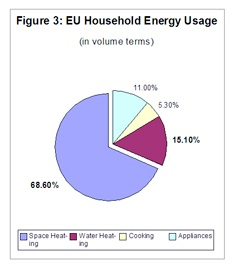 Figure 3: EU Household Energy Usage
(in volume terms)
11.00%
5.30%
15.10%
68.60%
Space Heat-
ing
Water Heat-
ing
Cooking
Appliances